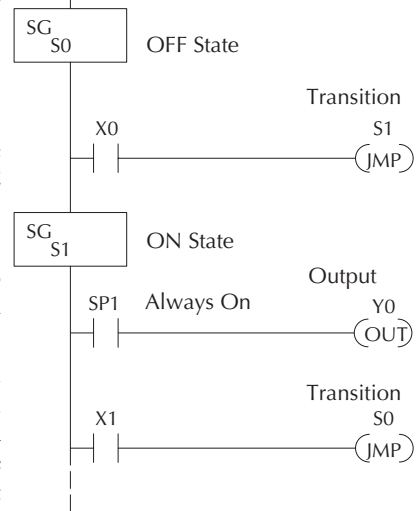 SG
S0
OFF State
Transition
X0
S1
JMP
SG
S1
ON State
Output
SP1
Always On
Y0
OUT
Transition
X1
S0
JMP